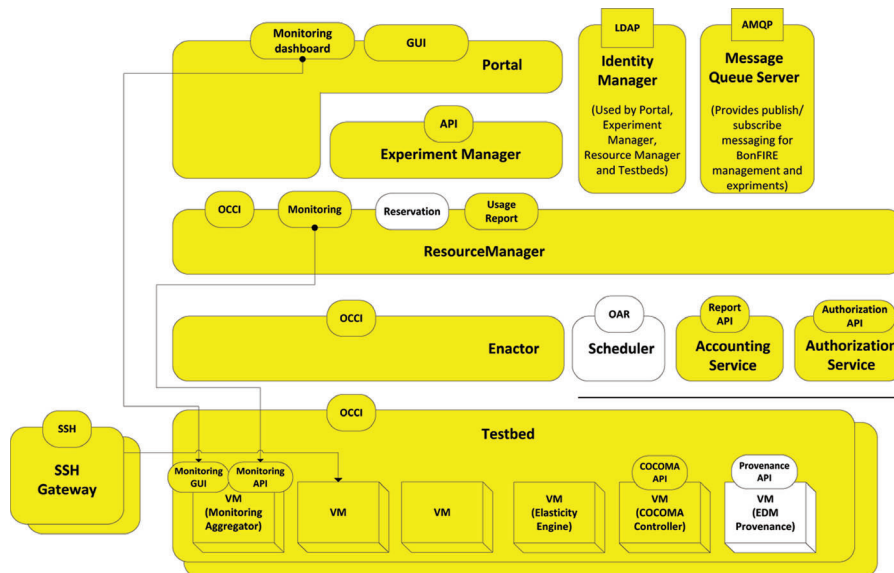 Monitoring
dashboard
GUI
Portal
LDAP
Identity
Manager
(Used by Portal,
Experiment
Manager,
Resource Manager
and Testbeds)
AMQP
Message
Queue Server
(Provides publish/
subscribe
messaging for
BonFIRE
management and
expriments)
API
Experiment Manager
OCCI
Monitoring
Reservation
Usage
Report
ResourceManager
OCCI
Enactor
OAR
Scheduler
Report
API
Accounting
Service
Authorization
API
Authorization
Service
SSH
SSH
Gateway
OCCI
Testbed
Monitoring
GUI
Monitoring
API
VM
(Monitoring
Aggregator)
VM
VM
VM
(Elasticity
Engine)
COCOMA
API
VM
(COCOMA
Controller)
Provenance
API
VM
(EDM
Provenance)